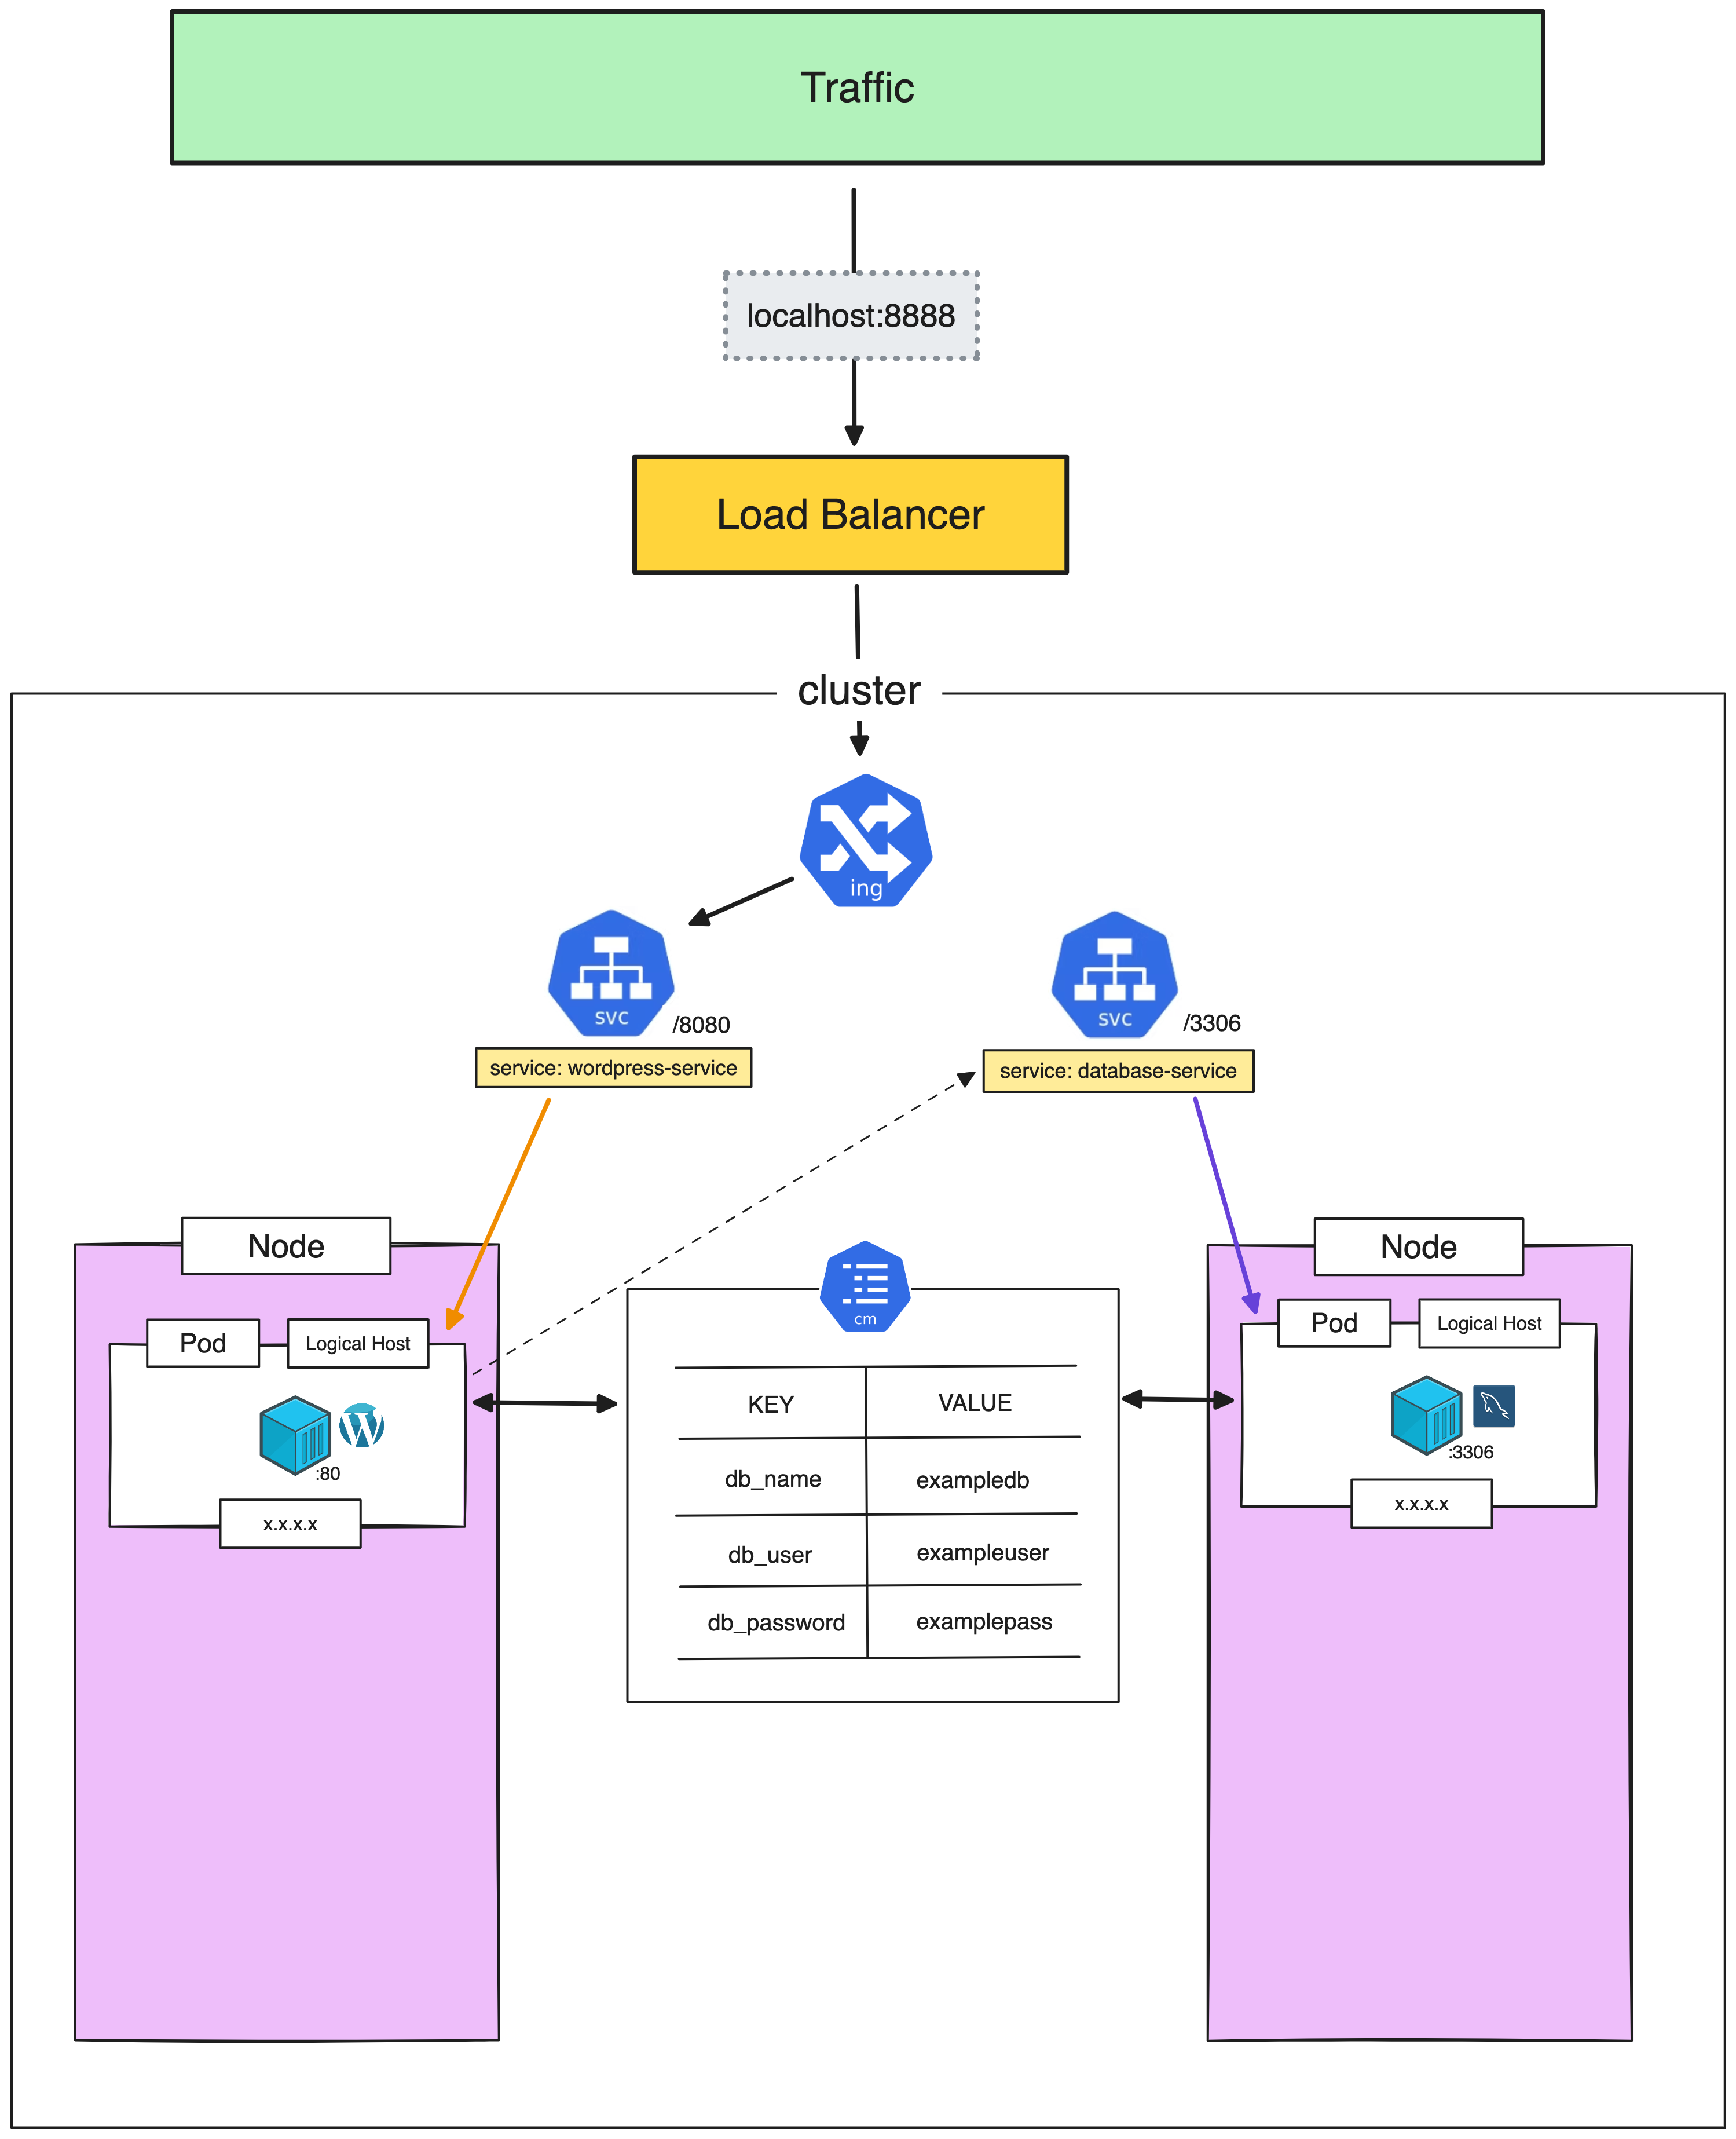 Traffic
localhost:8888
Load Balancer
cluster
ing
svc
/8080
service: wordpress-service
svc
/3306
service: database-service
Node
Pod
Logical Host
W
:80
x.x.x.x
cm
KEY VALUE
db_name exampledb
db_user exampleuser
db_password examplepass
Node
Pod
Logical Host
:3306
x.x.x.x